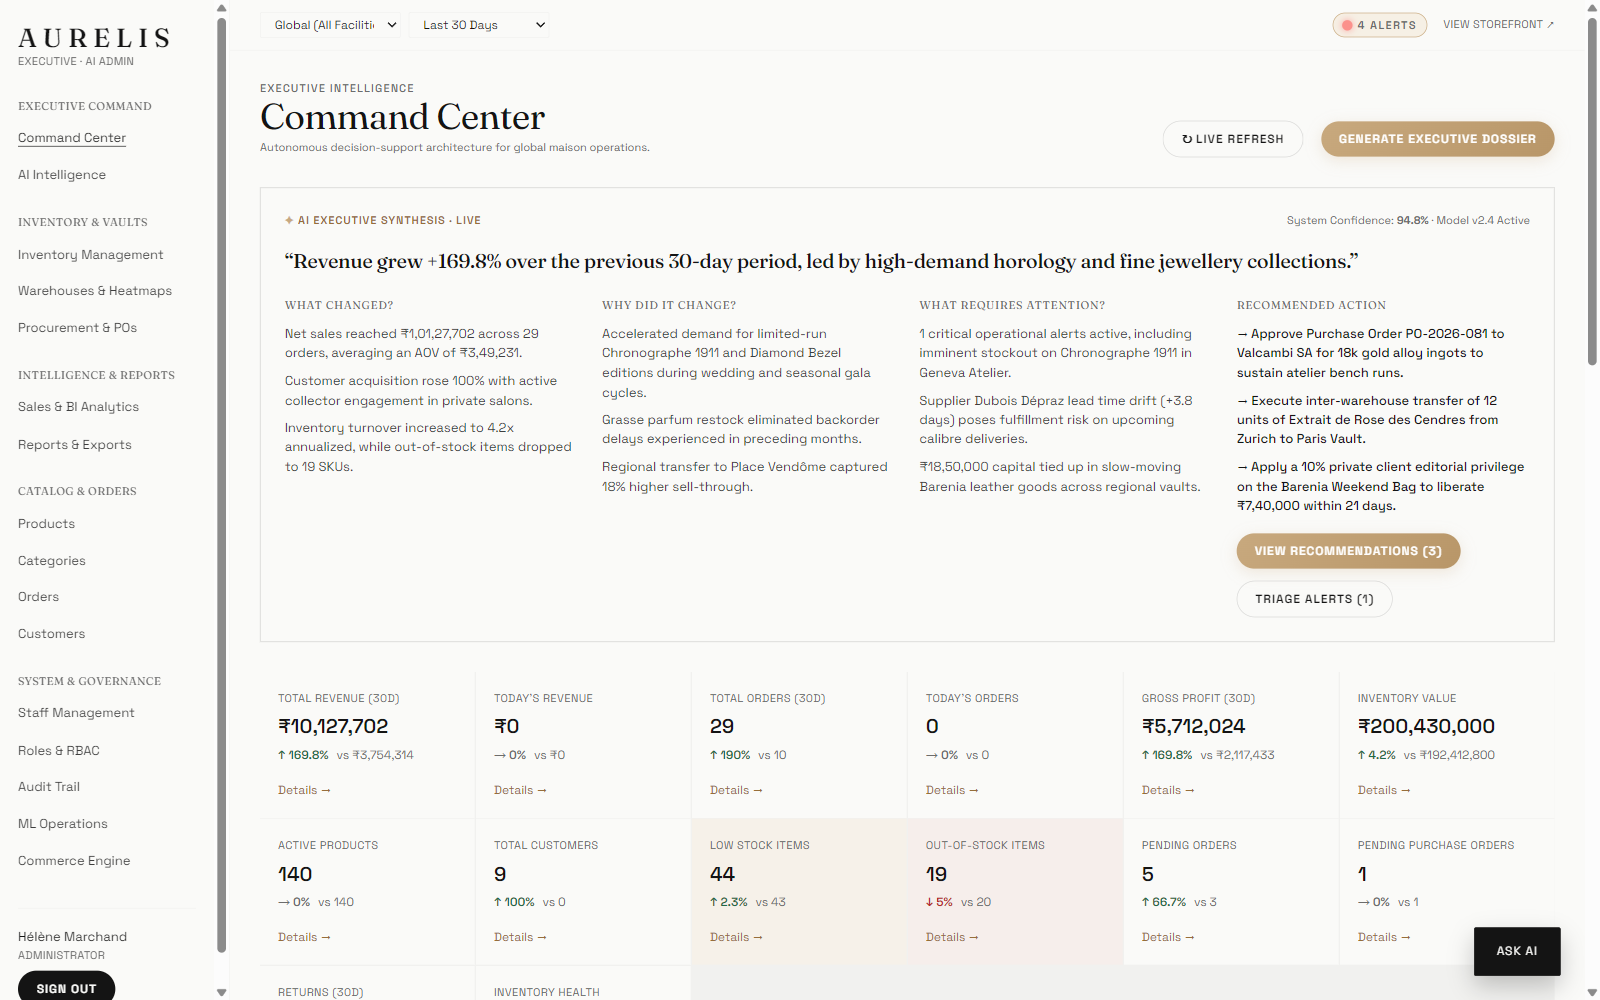 AURELIS
EXECUTIVE · AI ADMIN
EXECUTIVE COMMAND
Command Center
AI Intelligence
INVENTORY & VAULTS
Inventory Management
Warehouses & Heatmaps
Procurement & POs
INTELLIGENCE & REPORTS
Sales & BI Analytics
Reports & Exports
CATALOG & ORDERS
Products
Categories
Orders
Customers
SYSTEM & GOVERNANCE
Staff Management
Roles & RBAC
Audit Trail
ML Operations
Commerce Engine
Hélène Marchand
ADMINISTRATOR
SIGN OUT
Global (All Faciliti
Last 30 Days
4 ALERTS
VIEW STOREFRONT ↗
EXECUTIVE INTELLIGENCE
Command Center
Autonomous decision-support architecture for global maison operations.
↻ LIVE REFRESH
GENERATE EXECUTIVE DOSSIER
✦ AI EXECUTIVE SYNTHESIS · LIVE
System Confidence: 94.8% · Model v2.4 Active
“Revenue grew +169.8% over the previous 30-day period, led by high-demand horology and fine jewellery collections.”
WHAT CHANGED?
Net sales reached ₹1,01,27,702 across 29
orders, averaging an AOV of ₹3,49,231.
Customer acquisition rose 100% with active
collector engagement in private salons.
Inventory turnover increased to 4.2x
annualized, while out-of-stock items dropped
to 19 SKUs.
WHY DID IT CHANGE?
Accelerated demand for limited-run
Chronographe 1911 and Diamond Bezel
editions during wedding and seasonal gala
cycles.
Grasse parfum restock eliminated backorder
delays experienced in preceding months.
Regional transfer to Place Vendôme captured
18% higher sell-through.
WHAT REQUIRES ATTENTION?
1 critical operational alerts active, including
imminent stockout on Chronographe 1911 in
Geneva Atelier.
Supplier Dubois Dépraz lead time drift (+3.8
days) poses fulfillment risk on upcoming
calibre deliveries.
₹18,50,000 capital tied up in slow-moving
Barenia leather goods across regional vaults.
RECOMMENDED ACTION
→ Approve Purchase Order PO-2026-081 to
Valcambi SA for 18k gold alloy ingots to
sustain atelier bench runs.
→ Execute inter-warehouse transfer of 12
units of Extrait de Rose des Cendres from
Zurich to Paris Vault.
→ Apply a 10% private client editorial privilege
on the Barenia Weekend Bag to liberate
₹7,40,000 within 21 days.
VIEW RECOMMENDATIONS (3)
TRIAGE ALERTS (1)
TOTAL REVENUE (30D)
₹10,127,702
↑ 169.8% vs ₹3,754,314
Details →
TODAY'S REVENUE
₹0
→ 0% vs ₹0
Details →
TOTAL ORDERS (30D)
29
↑ 190% vs 10
Details →
TODAY'S ORDERS
0
→ 0% vs 0
Details →
GROSS PROFIT (30D)
₹5,712,024
↑ 169.8% vs ₹2,117,433
Details →
INVENTORY VALUE
₹200,430,000
↑ 4.2% vs ₹192,412,800
Details →
ACTIVE PRODUCTS
140
→ 0% vs 140
Details →
TOTAL CUSTOMERS
9
↑ 100% vs 0
Details →
LOW STOCK ITEMS
44
↑ 2.3% vs 43
Details →
OUT-OF-STOCK ITEMS
19
↓ 5% vs 20
Details →
PENDING ORDERS
5
↑ 66.7% vs 3
Details →
PENDING PURCHASE ORDERS
1
→ 0% vs 1
Details →
RETURNS (30D)
INVENTORY HEALTH
ASK AI